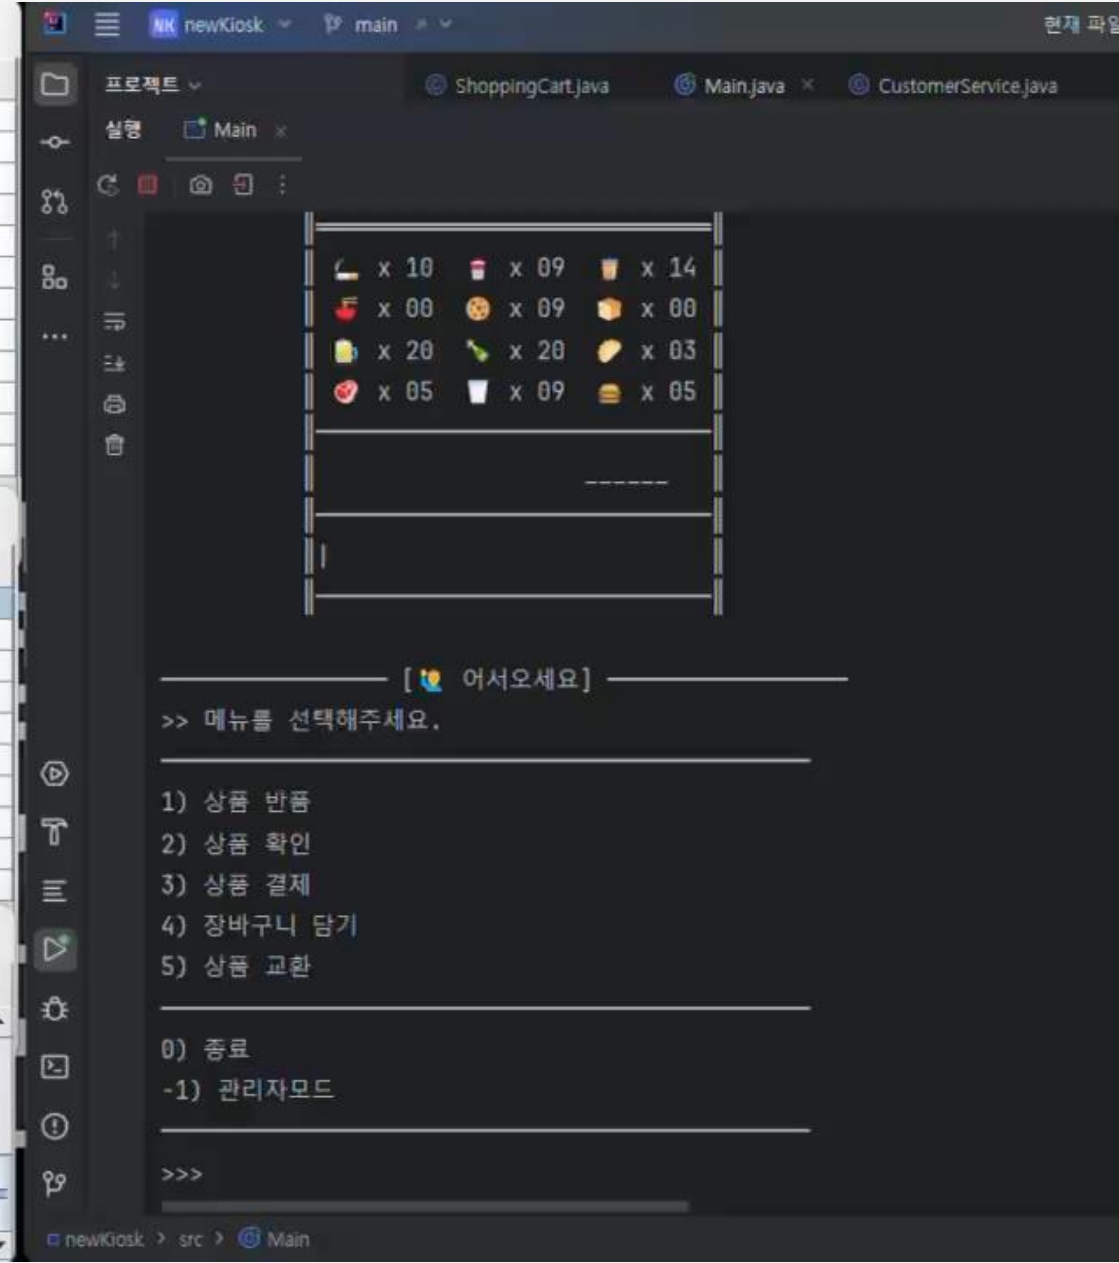 NK newKiosk main 현재 파일
프로젝트 ShoppingCart.java Main.java CustomerService.java
실행 Main
x 10 x 09 x 14
x 00 x 09 x 00
x 20 x 20 x 03
x 05 x 09 x 05
------
[ 어서오세요]
>> 메뉴를 선택해주세요.
1) 상품 반품
2) 상품 확인
3) 상품 결제
4) 장바구니 담기
5) 상품 교환
0) 종료
-1) 관리자모드
>>>
newKiosk > src > Main